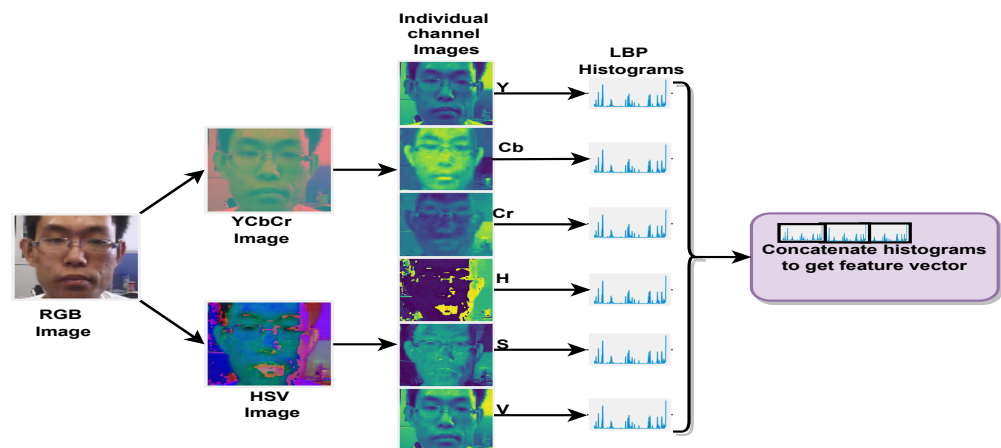 Individual
channel
Images
LBP
Histograms
Y
Cb
Cr
H
S
V
YCbCr
Image
RGB
Image
HSV
Image
Concatenate histograms
to get feature vector